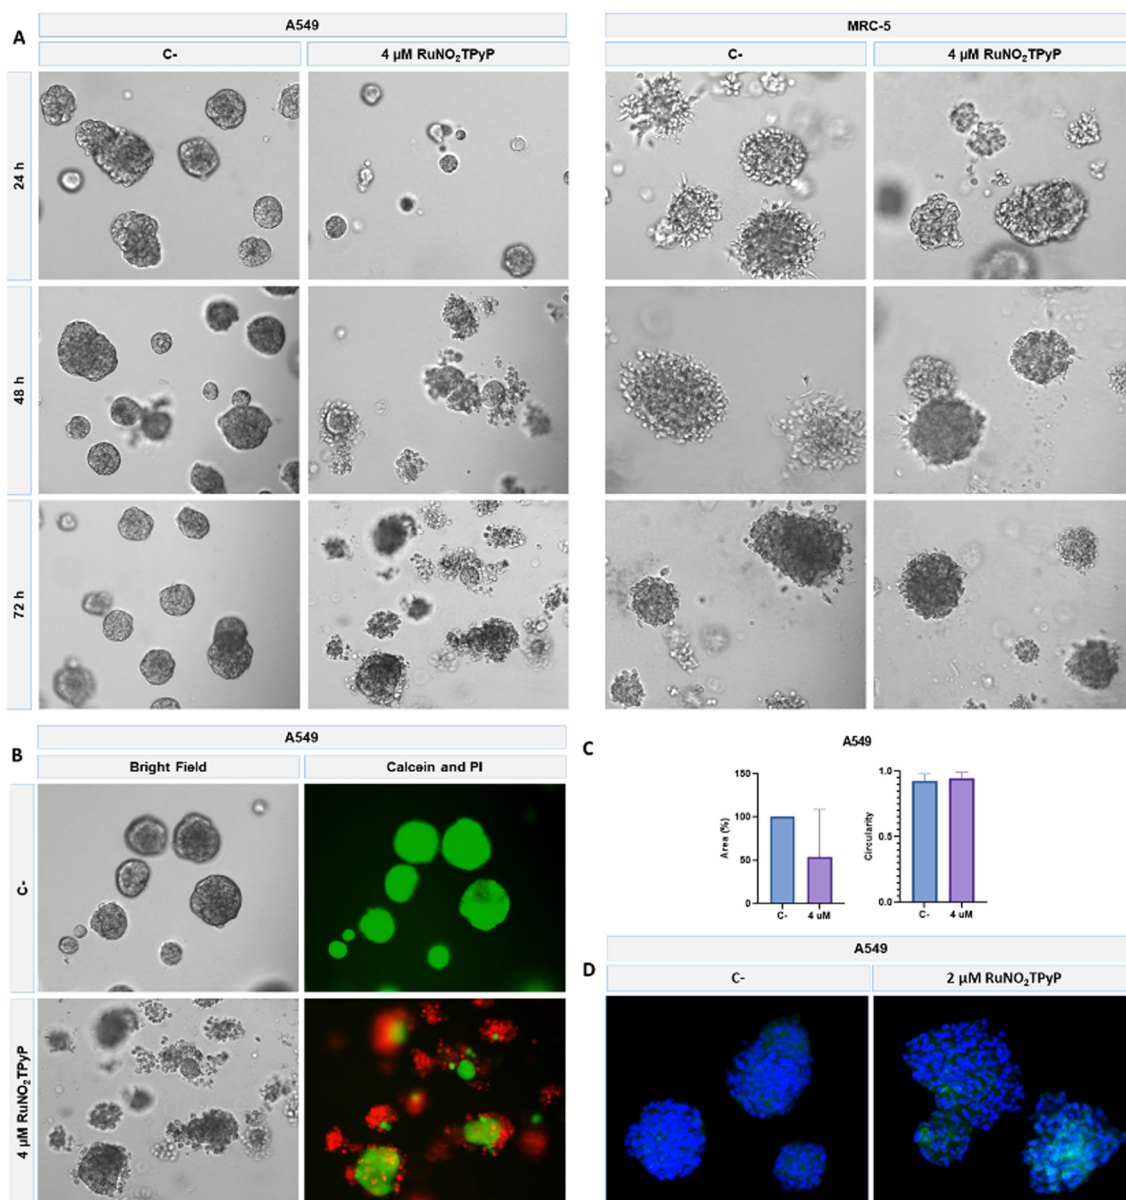 A
A549
MRC-5
C-
4 µM RuNO₂TPyP
C-
4 µM RuNO₂TPyP
24 h
48 h
72 h
B
A549
Bright Field
Calcein and PI
C-
4 µM RuNO₂TPyP
C
A549
Area (%)
150
100
50
0
C-
4 uM
Circularity
1.0
0.5
0.0
C-
4 uM
D
A549
C-
2 µM RuNO₂TPyP